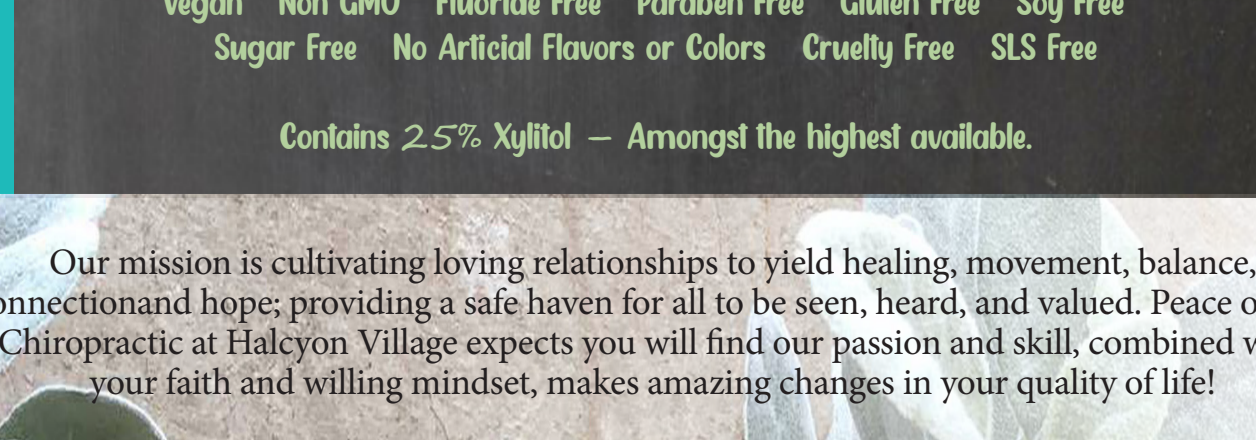 Vegan Non GMO Fluoride Free Paraben Free Gluten Free Soy Free
Sugar Free No Articial Flavors or Colors Cruelty Free SLS Free
Contains 25% Xylitol – Amongst the highest available.
Our mission is cultivating loving relationships to yield healing, movement, balance,
onnectionand hope; providing a safe haven for all to be seen, heard, and valued. Peace o
Chiropractic at Halcyon Village expects you will find our passion and skill, combined w
your faith and willing mindset, makes amazing changes in your quality of life!